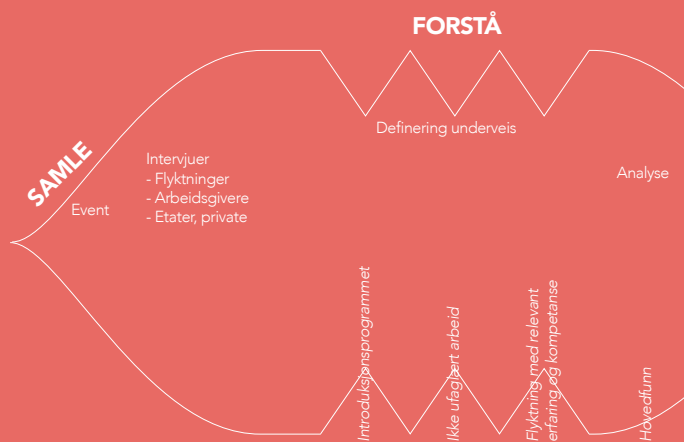 FORSTÅ
Definering underveis
SAMLE
Event
Intervjuer
- Flyktninger
- Arbeidsgivere
- Etater, private
Analyse
Introduksjonsprogrammet
Ikke ufaglært arbeid
Flyktning med relevant
erfaring og kompetanse
Hovedfunn